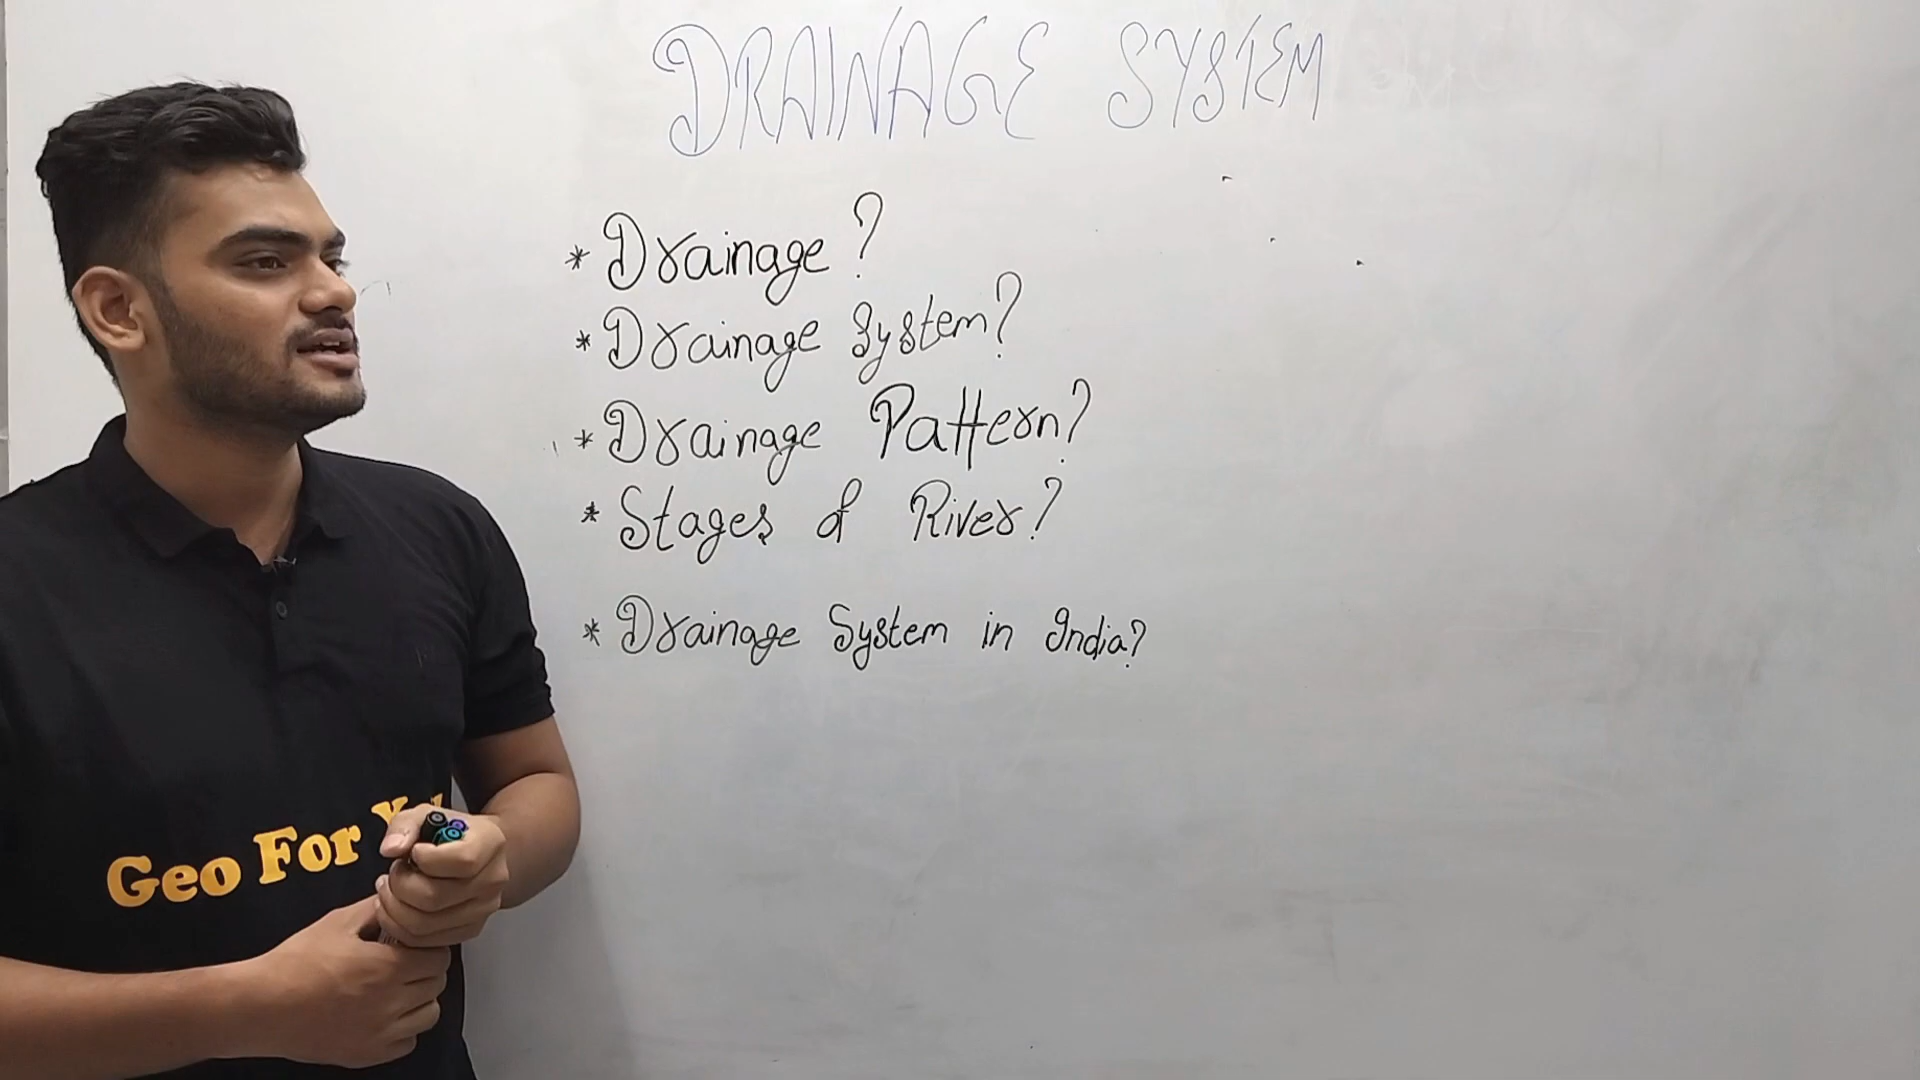 DRAINAGE SYSTEM
* Drainage?
* Drainage System?
* Drainage Pattern?
* Stages of River?
* Drainage System in India?
Geo For